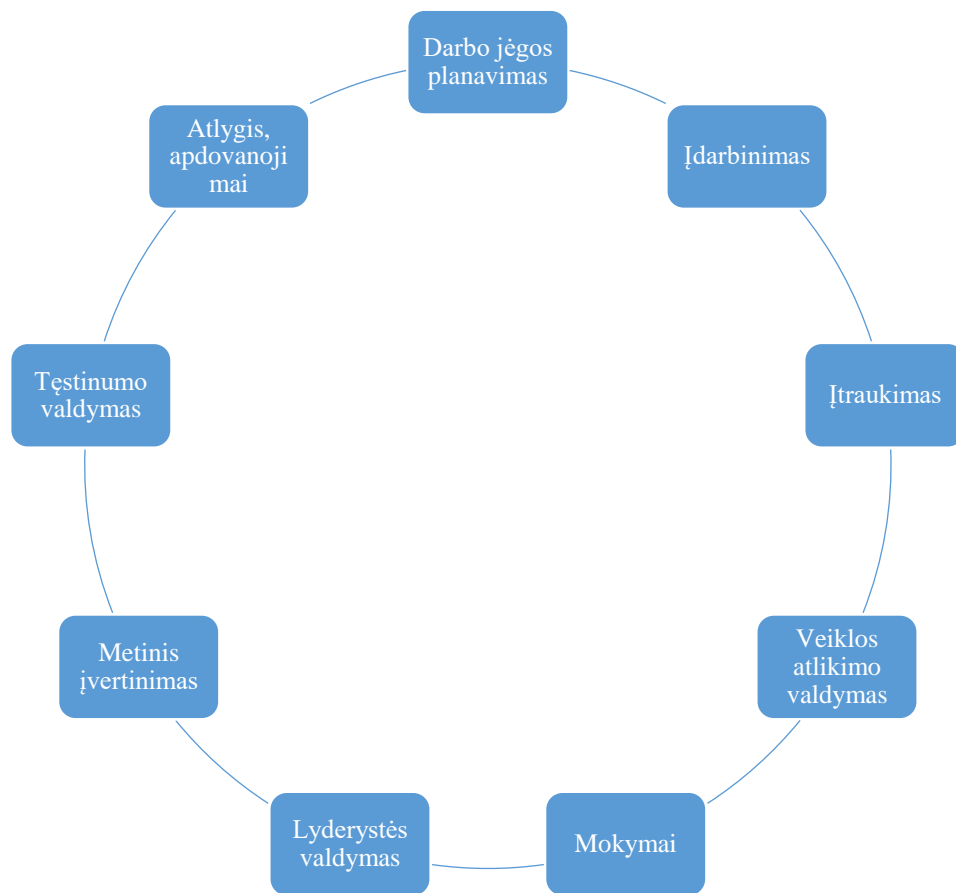 Darbo jėgos
planavimas
Įdarbinimas
Įtraukimas
Veiklos
atlikimo
valdymas
Mokymai
Lyderystės
valdymas
Metinis
įvertinimas
Tęstinumo
valdymas
Atlygis,
apdovanoji
mai